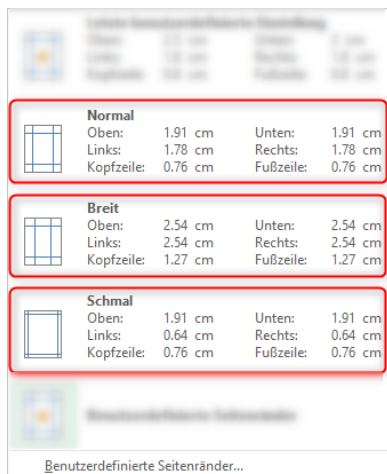 Normal
Oben: 1.91 cm Unten: 1.91 cm
Links: 1.78 cm Rechts: 1.78 cm
Kopfzeile: 0.76 cm Fußzeile: 0.76 cm
Breit
Oben: 2.54 cm Unten: 2.54 cm
Links: 2.54 cm Rechts: 2.54 cm
Kopfzeile: 1.27 cm Fußzeile: 1.27 cm
Schmal
Oben: 1.91 cm Unten: 1.91 cm
Links: 0.64 cm Rechts: 0.64 cm
Kopfzeile: 0.76 cm Fußzeile: 0.76 cm
Benutzerdefinierte Seitenränder...